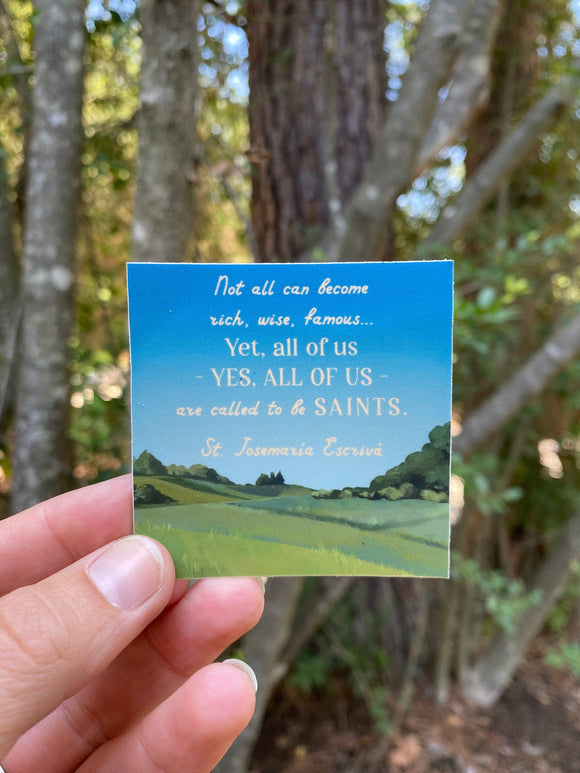 Not all can become
rich, wise, famous...
Yet, all of us
- YES, ALL OF US -
are called to be SAINTS.
St. Josemaría Escrivá